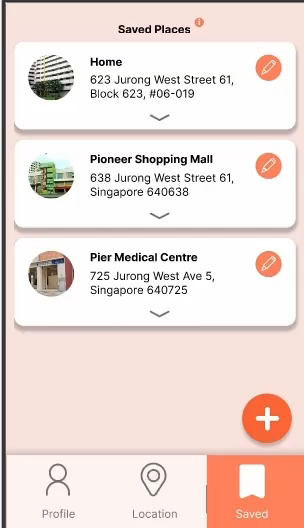 Saved Places
Home
623 Jurong West Street 61,
Block 623, #06-019
Pioneer Shopping Mall
638 Jurong West Street 61,
Singapore 640638
Pier Medical Centre
725 Jurong West Ave 5,
Singapore 640725
Profile
Location
Saved